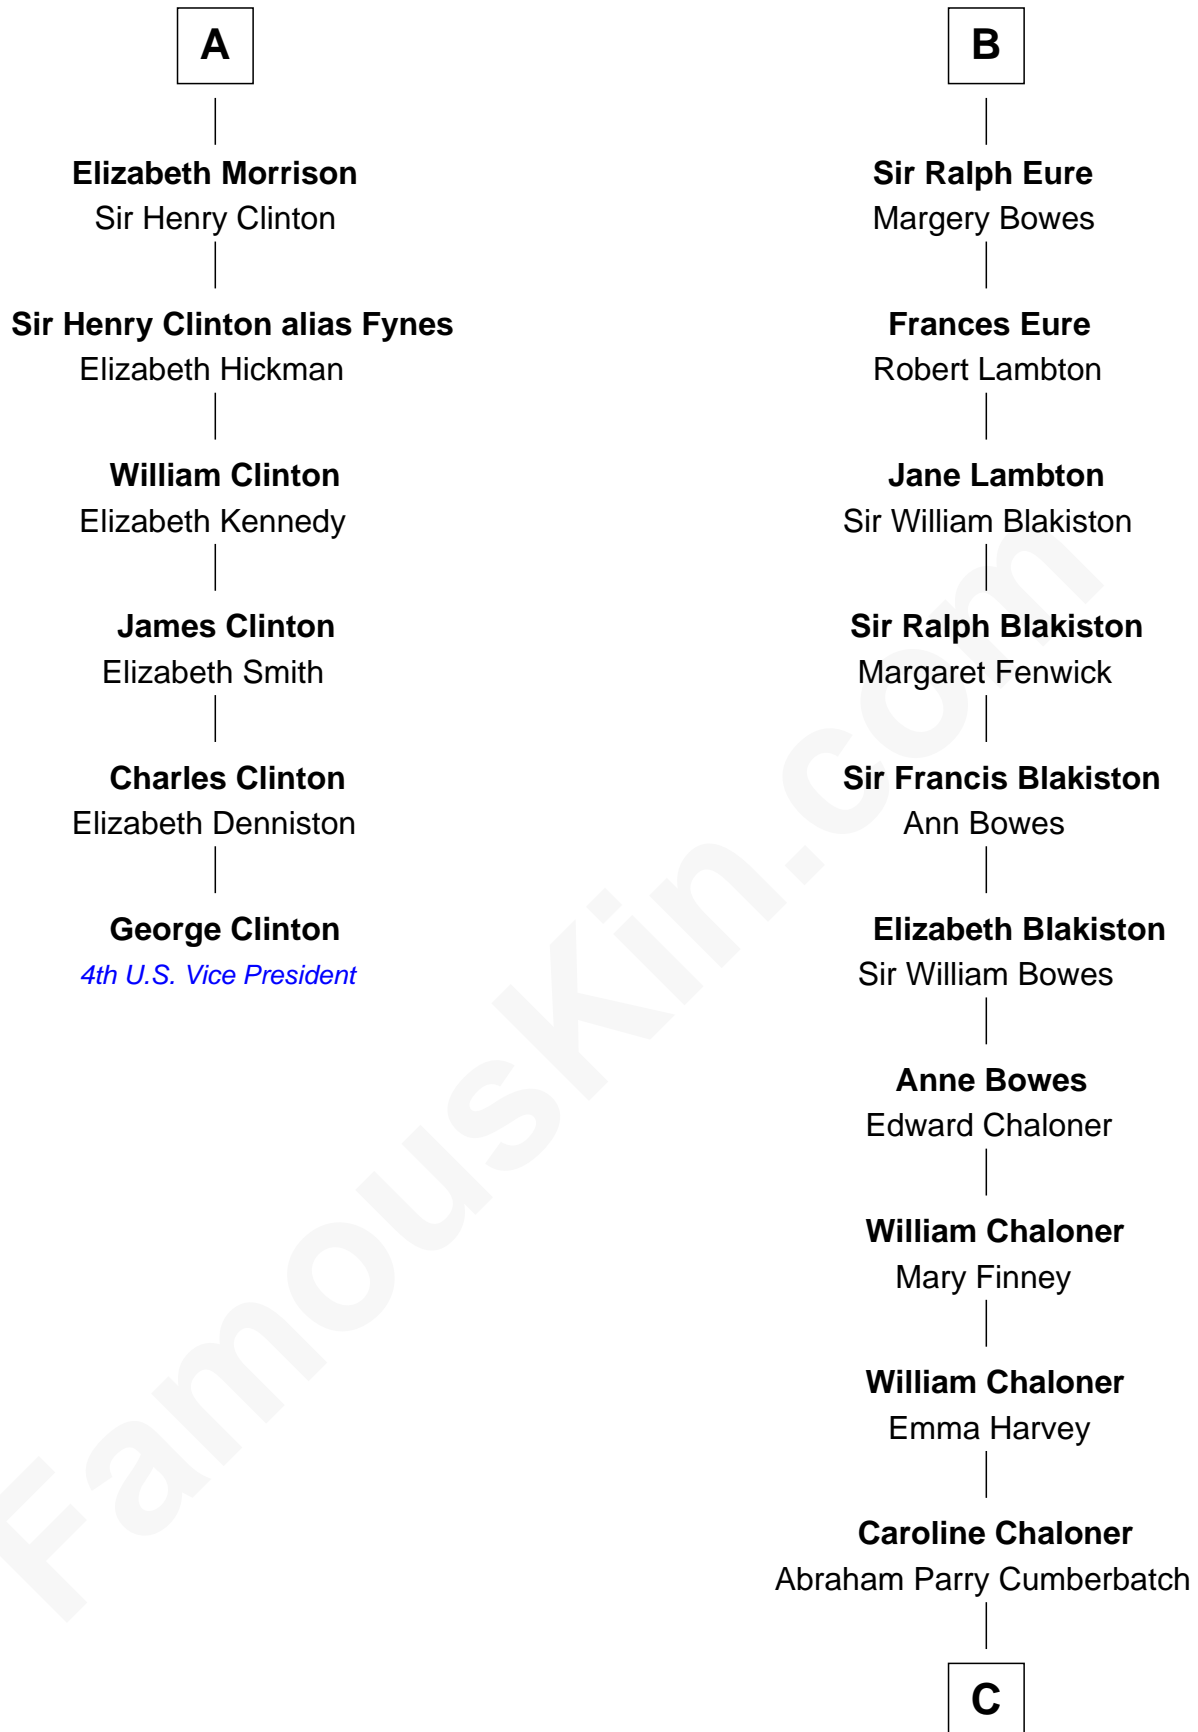 A
Elizabeth Morrison
Sir Henry Clinton
Sir Henry Clinton alias Fynes
Elizabeth Hickman
William Clinton
Elizabeth Kennedy
James Clinton
Elizabeth Smith
Charles Clinton
Elizabeth Denniston
George Clinton
4th U.S. Vice President
B
Sir Ralph Eure
Margery Bowes
Frances Eure
Robert Lambton
Jane Lambton
Sir William Blakiston
Sir Ralph Blakiston
Margaret Fenwick
Sir Francis Blakiston
Ann Bowes
Elizabeth Blakiston
Sir William Bowes
Anne Bowes
Edward Chaloner
William Chaloner
Mary Finney
William Chaloner
Emma Harvey
Caroline Chaloner
Abraham Parry Cumberbatch
C
FamousKin.com